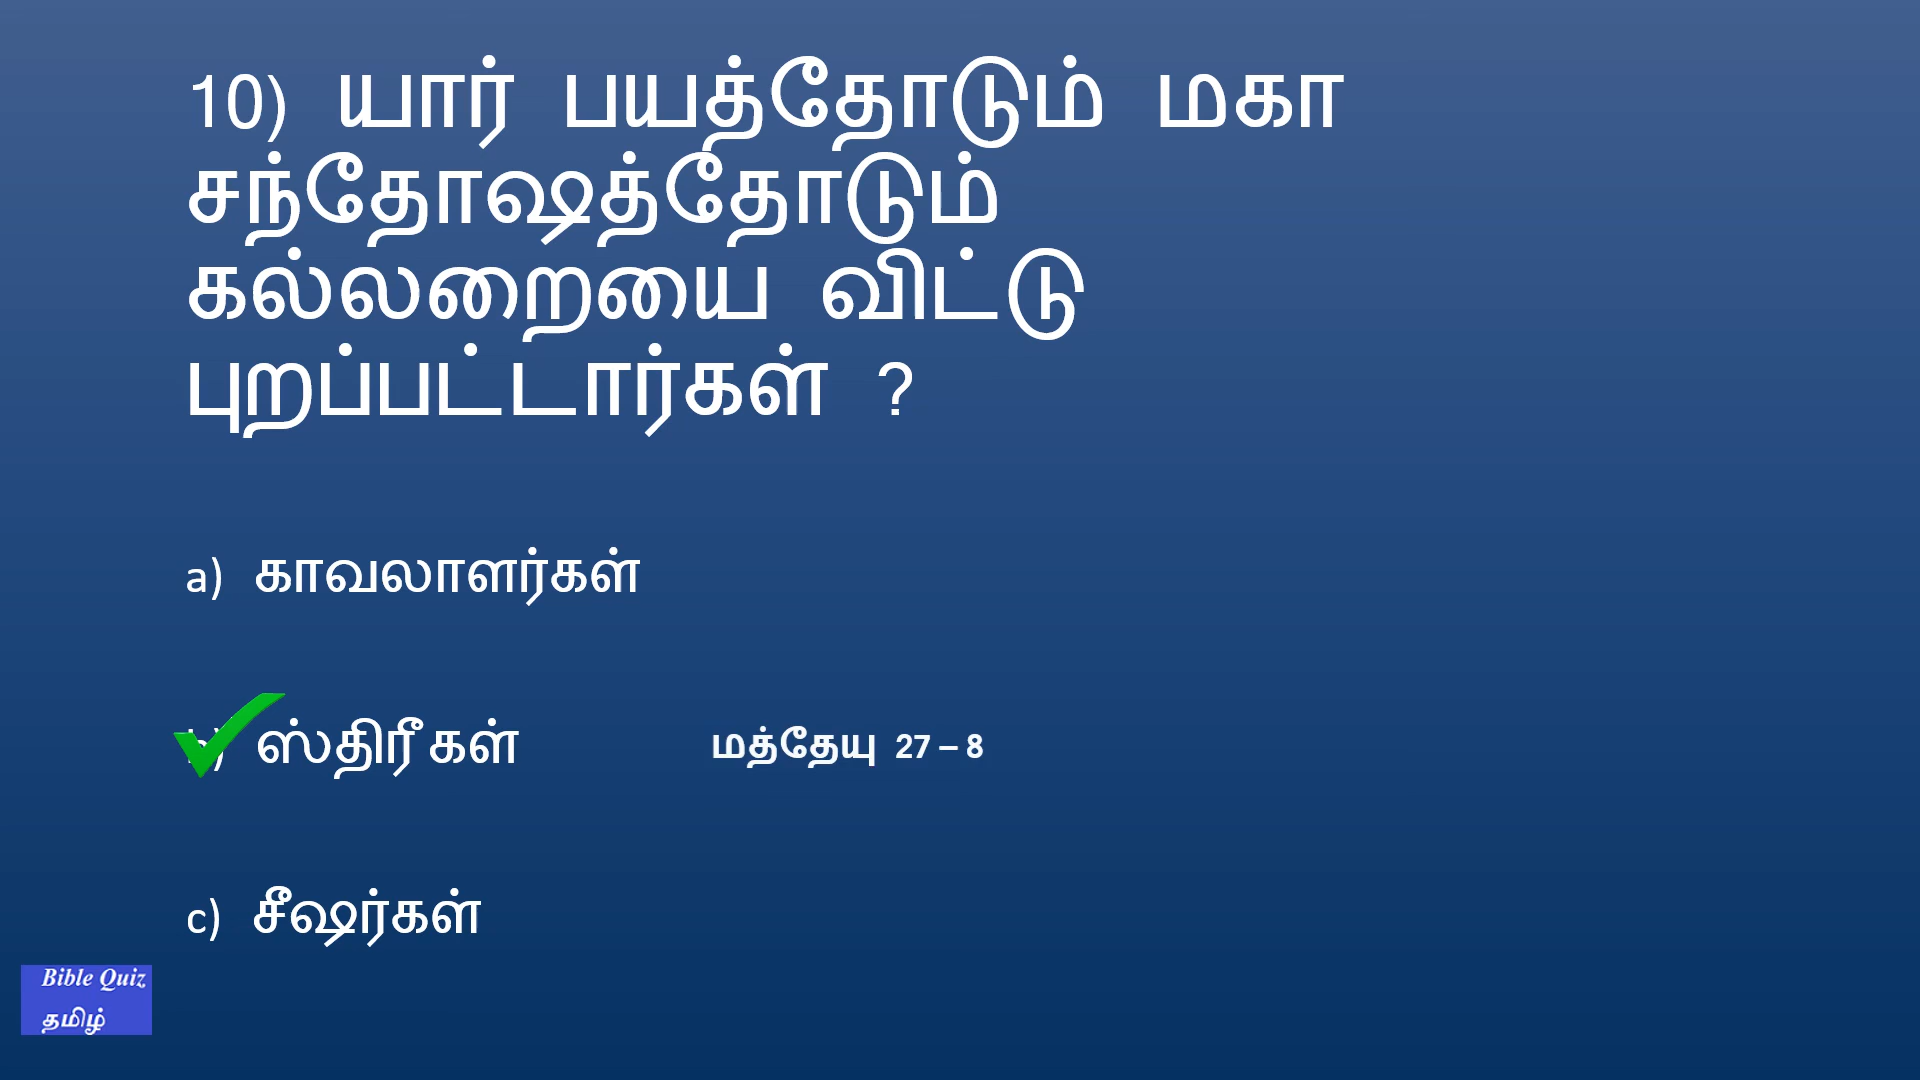 10) யார் பயத்தோடும் மகா
சந்தோஷத்தோடும்
கல்லறையை விட்டு
புறப்பட்டார்கள் ?
a) காவலாளர்கள்
b) ஸ்திரீகள் மத்தேயு 27 – 8
c) சீஷர்கள்
Bible Quiz
தமிழ்